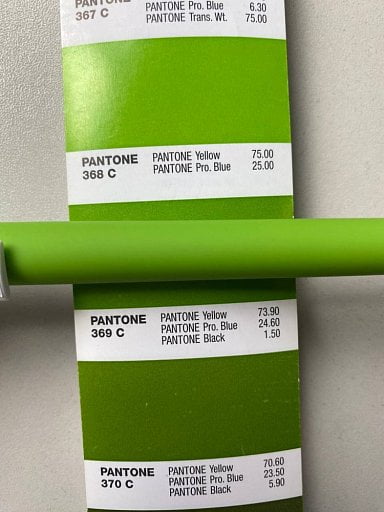 PANTONE PANTONE Pro. Blue 6.30
367 C PANTONE Trans. Wt. 75.00
PANTONE PANTONE Yellow 75.00
368 C PANTONE Pro. Blue 25.00
PANTONE PANTONE Yellow 73.90
369 C PANTONE Pro. Blue 24.60
PANTONE Black 1.50
PANTONE PANTONE Yellow 70.60
370 C PANTONE Pro. Blue 23.50
PANTONE Black 5.90